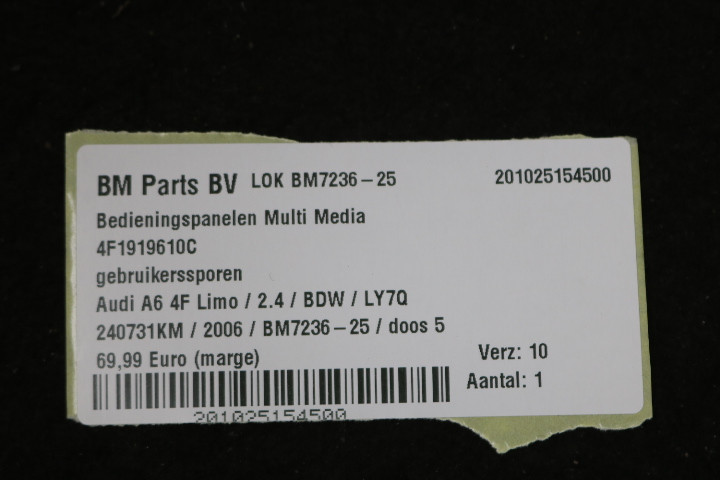 BM Parts BV LOK BM7236-25 201025154500
Bedieningspanelen Multi Media
4F1919610C
gebruikerssporen
Audi A6 4F Limo / 2.4 / BDW / LY7Q
240731KM / 2006 / BM7236-25 / doos 5
69,99 Euro (marge) Verz: 10
Aantal: 1
201025154500